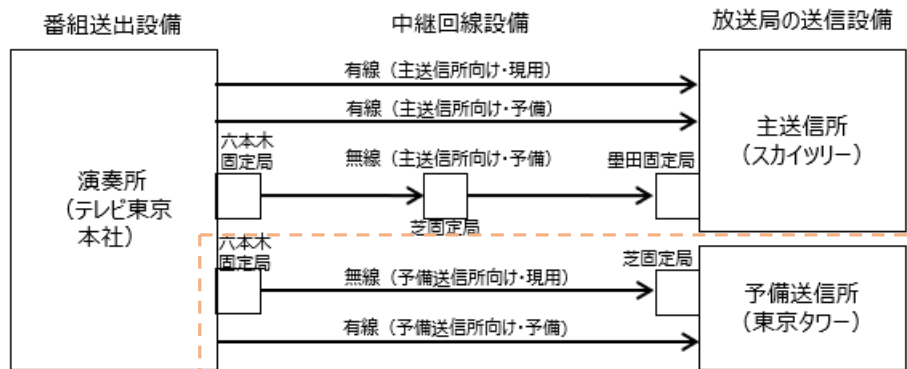 番組送出設備
中継回線設備
放送局の送信設備
有線（主送信所向け・現用）
有線（主送信所向け・予備）
六本木
固定局
無線（主送信所向け・予備）
墨田固定局
主送信所
（スカイツリー）
演奏所
（テレビ東京
本社）
芝固定局
六本木
固定局
芝固定局
無線（予備送信所向け・現用）
予備送信所
（東京タワー）
有線（予備送信所向け・予備）